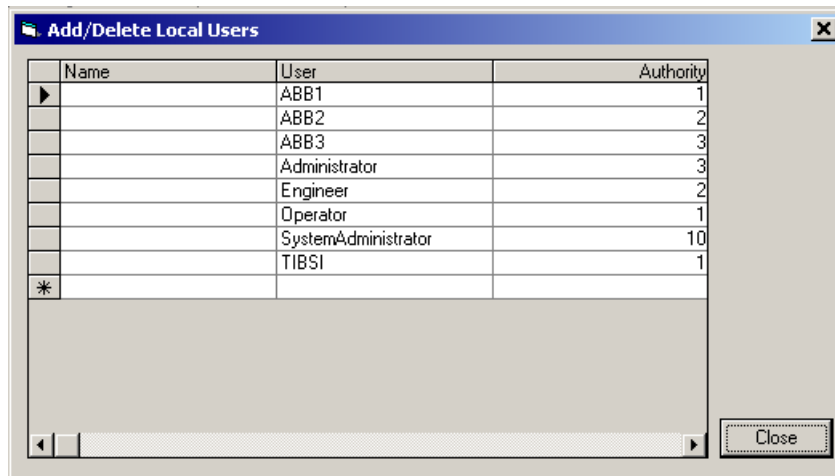 Add/Delete Local Users
Name User Authority
ABB1 1
ABB2 2
ABB3 3
Administrator 3
Engineer 2
Operator 1
SystemAdministrator 10
TIBSI 1
Close